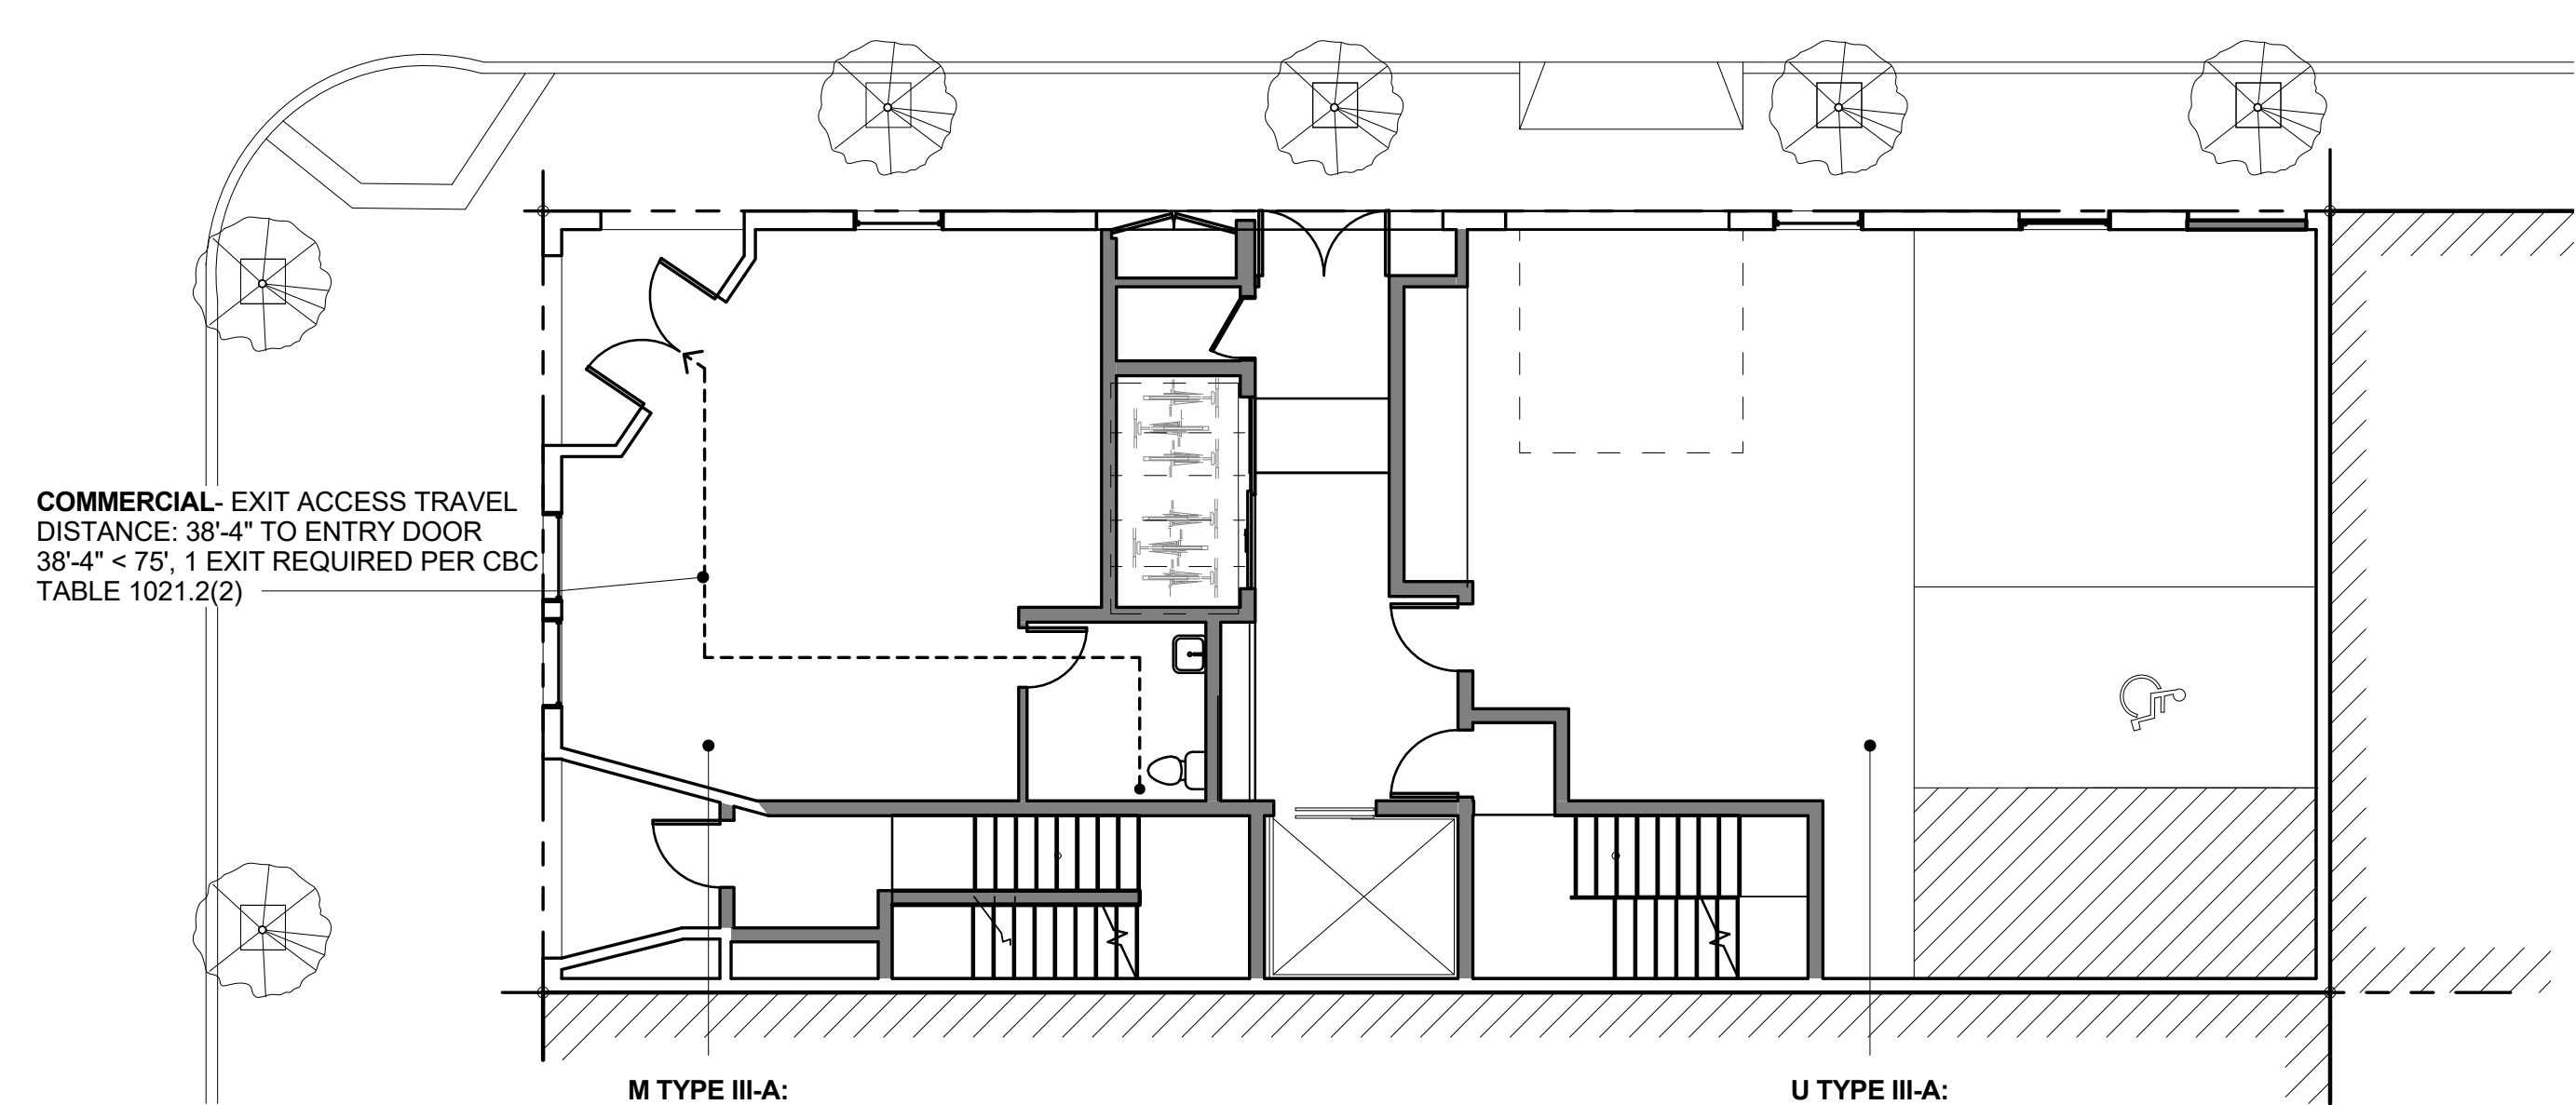 COMMERCIAL- EXIT ACCESS TRAVEL
DISTANCE: 38'-4" TO ENTRY DOOR
38'-4" < 75', 1 EXIT REQUIRED PER CBC
TABLE 1021.2(2)
M TYPE III-A:
U TYPE III-A: